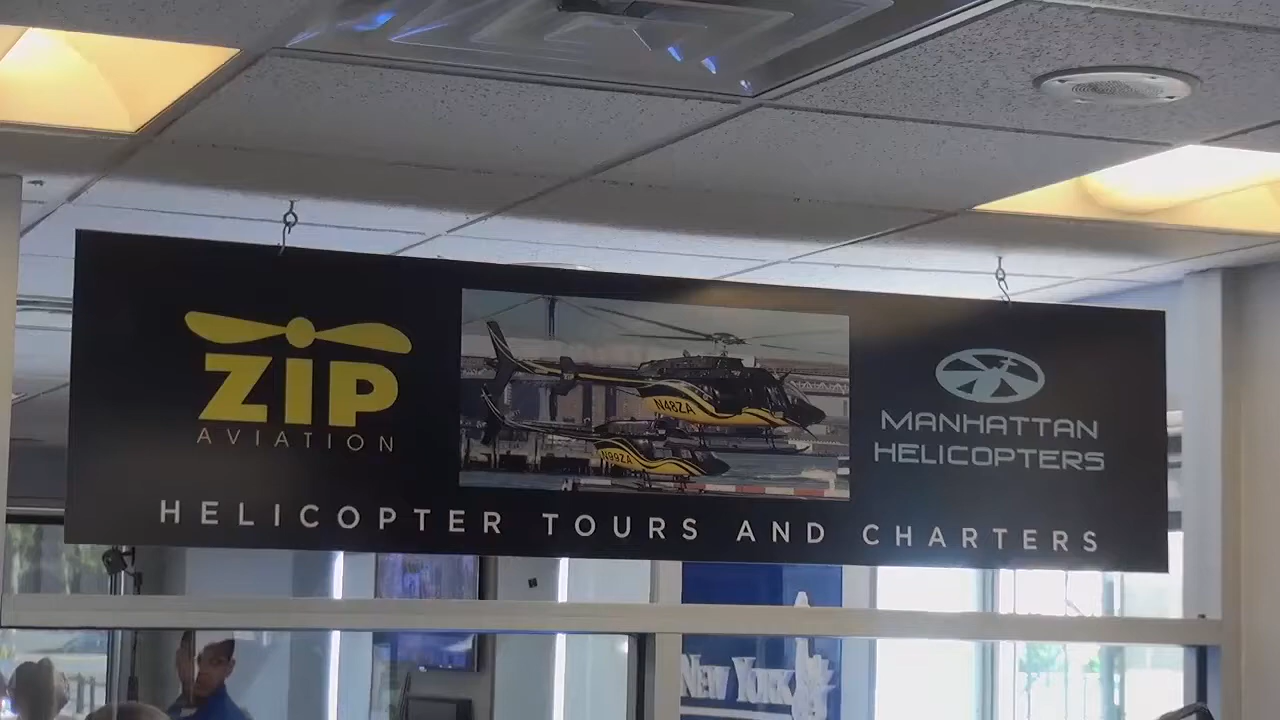 ZIP
AVIATION
N48ZA
N99ZA
MANHATTAN
HELICOPTERS
HELICOPTER TOURS AND CHARTERS
NEW YORK